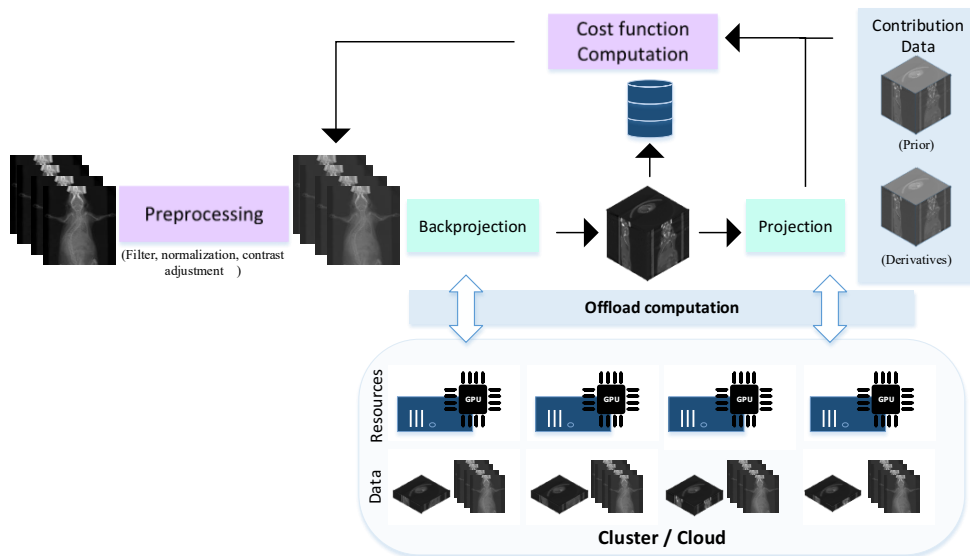 Cost function
Computation
Contribution
Data
(Prior)
(Derivatives)
Preprocessing
(Filter, normalization, contrast
adjustment )
Backprojection
Projection
Offload computation
Resources
GPU
GPU
GPU
GPU
Data
Cluster / Cloud